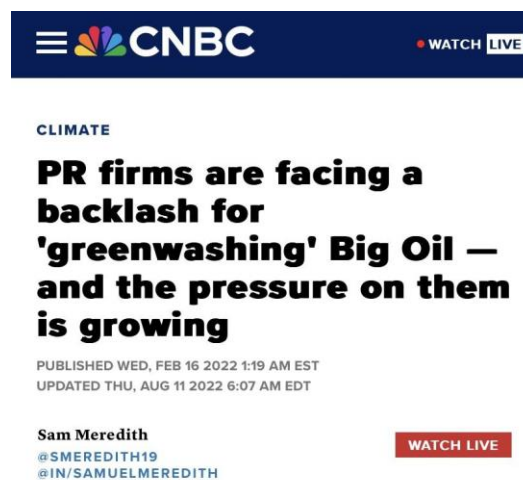 CNBC
WATCH LIVE
CLIMATE
PR firms are facing a
backlash for
'greenwashing' Big Oil —
and the pressure on them
is growing
PUBLISHED WED, FEB 16 2022 1:19 AM EST
UPDATED THU, AUG 11 2022 6:07 AM EDT
Sam Meredith
WATCH LIVE
@SMEREDITH19
@IN/SAMUELMEREDITH